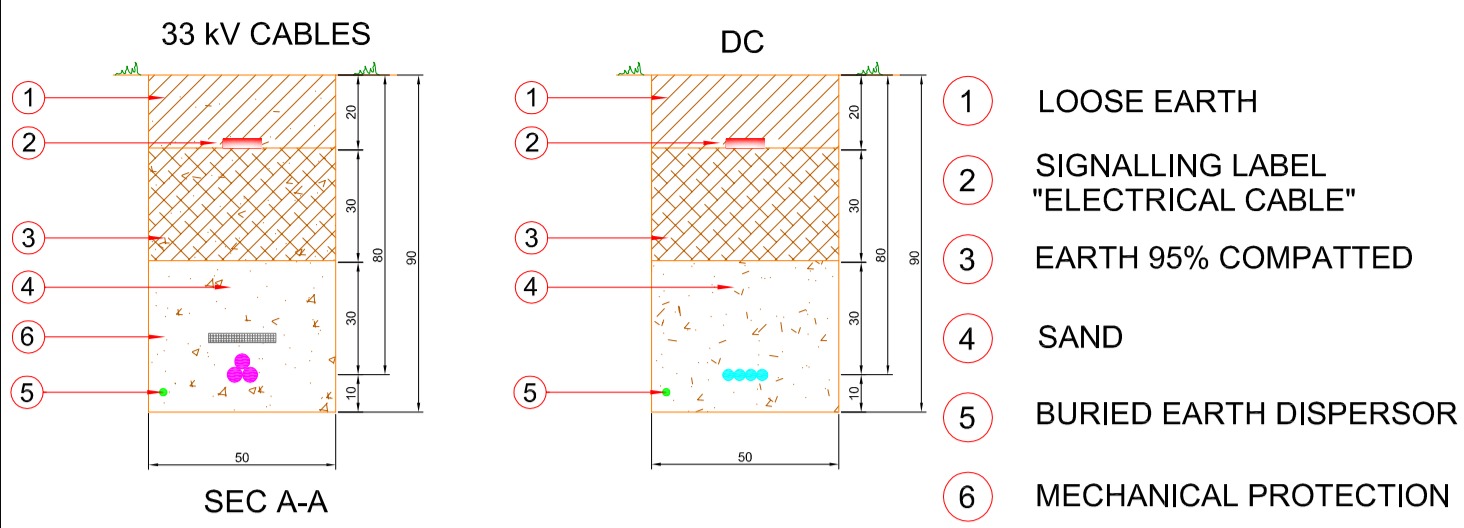 33 kV CABLES
1
2
3
4
6
5
20
30
30
10
80
90
50
SEC A-A
DC
1
2
3
4
5
20
30
30
10
80
90
50
1 LOOSE EARTH
2 SIGNALLING LABEL
"ELECTRICAL CABLE"
3 EARTH 95% COMPATTED
4 SAND
5 BURIED EARTH DISPERSOR
6 MECHANICAL PROTECTION